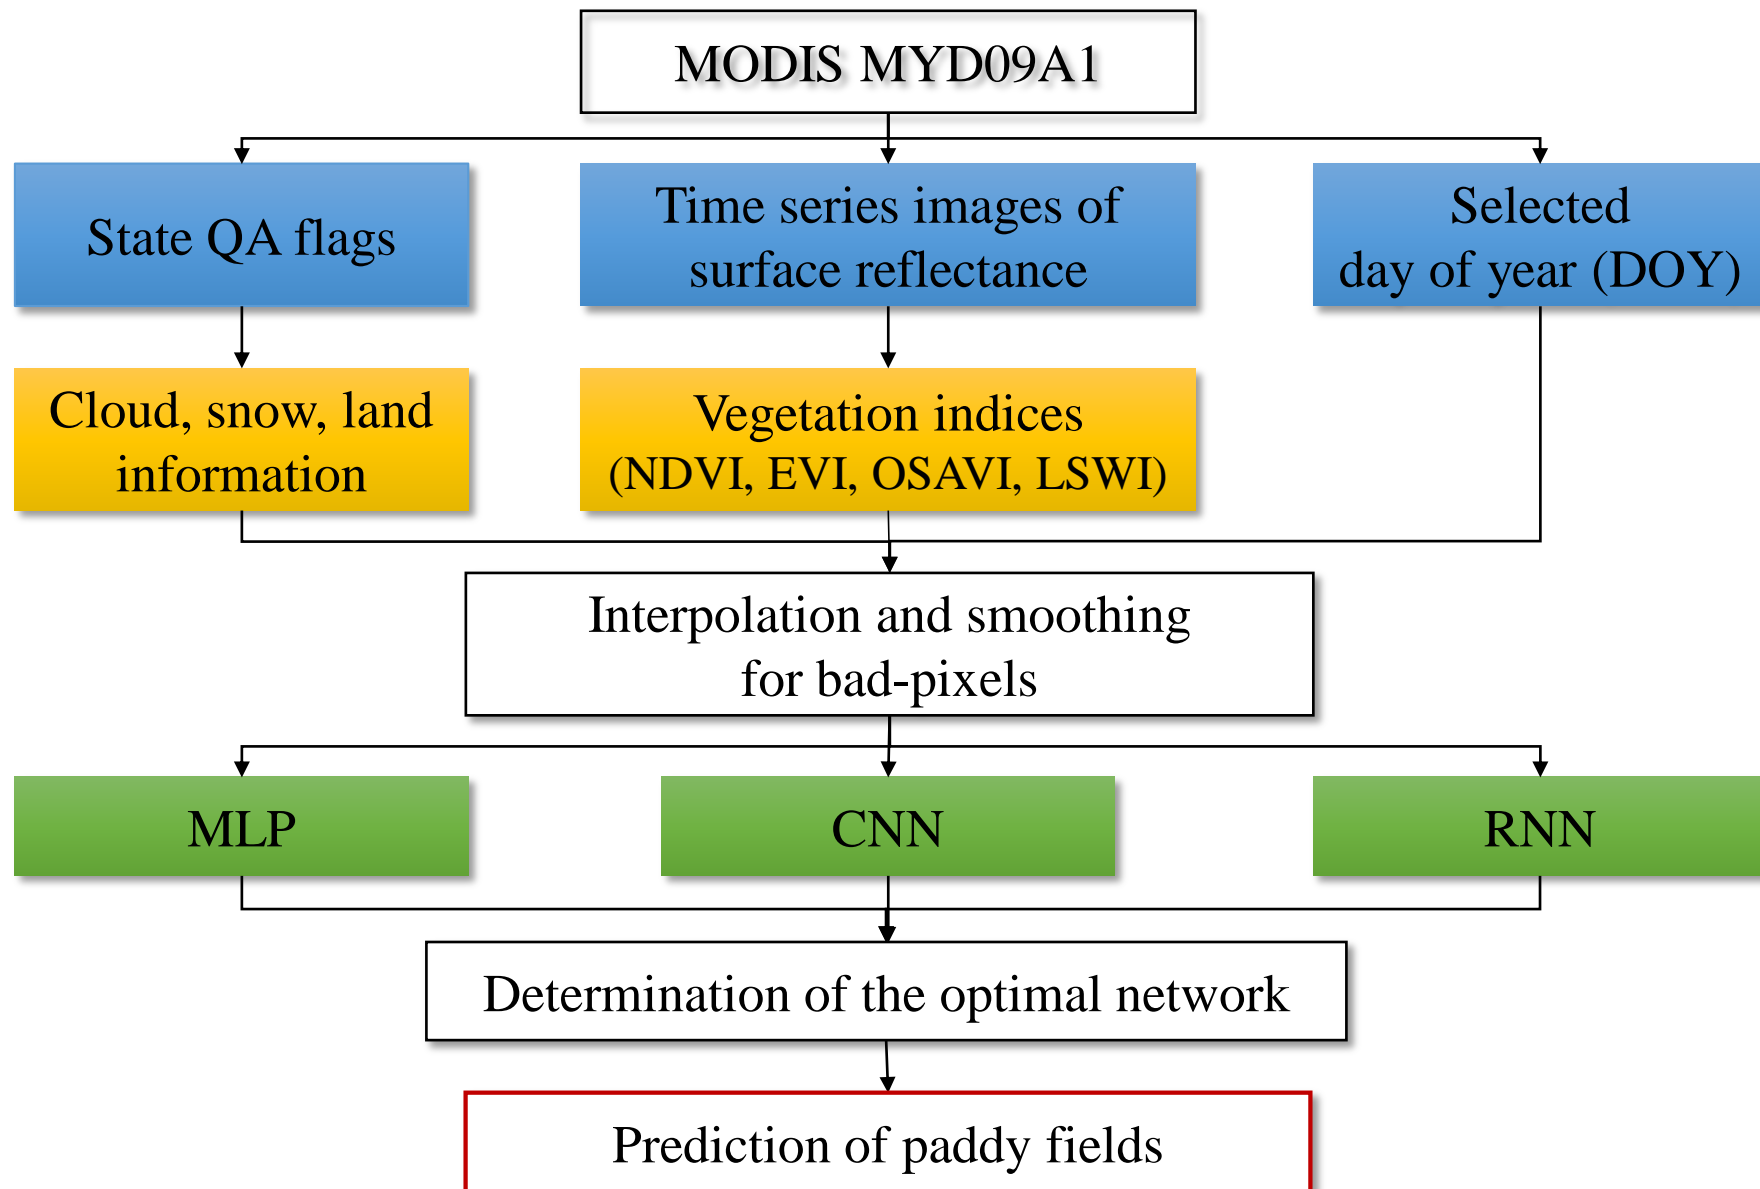 MODIS MYD09A1
State QA flags
Time series images of
surface reflectance
Selected
day of year (DOY)
Cloud, snow, land
information
Vegetation indices
(NDVI, EVI, OSAVI, LSWI)
Interpolation and smoothing
for bad-pixels
MLP
CNN
RNN
Determination of the optimal network
Prediction of paddy fields